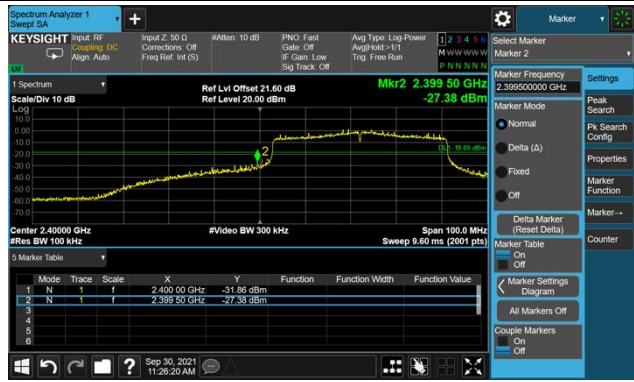 Spectrum Analyzer 1
Swept SA
Marker
KEYSIGHT
Input: RF
Coupling: DC
Align: Auto
Input Z: 50 Ω
Corrections: Off
Freq Ref: Int (S)
#Atten: 10 dB
PNO: Fast
Gate: Off
IF Gain: Low
Sig Track: Off
Avg Type: Log-Power
Avg|Hold:>1/1
Trig: Free Run
1 2 3 4 5 6
M W W W W W
P N N N N N
Select Marker
Marker 2
1 Spectrum
Scale/Div 10 dB
Ref Lvl Offset 21.60 dB
Ref Level 20.00 dBm
Mkr2 2.399 50 GHz
-27.38 dBm
Log
10.0
0.00
-10.0
-20.0
-30.0
-40.0
-50.0
-60.0
-70.0
2
DL1 -18.69 dBm
Center 2.40000 GHz
#Res BW 100 kHz
#Video BW 300 kHz
Span 100.0 MHz
Sweep 9.60 ms (2001 pts)
5 Marker Table
Mode Trace Scale X Y Function Function Width Function Value
1 N 1 f 2.400 00 GHz -31.86 dBm
2 N 1 f 2.399 50 GHz -27.38 dBm
3
4
5
6
Marker Frequency
2.399500000 GHz
Marker Mode
Normal
Delta (Δ)
Fixed
Off
Delta Marker
(Reset Delta)
Marker Table
On
Off
Marker Settings
Diagram
All Markers Off
Couple Markers
On
Off
Settings
Peak
Search
Pk Search
Config
Properties
Marker
Function
Marker→
Counter
?
Sep 30, 2021
11:26:20 AM